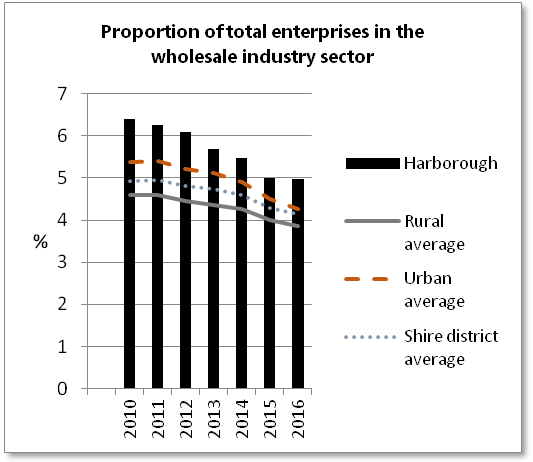 Proportion of total enterprises in the
wholesale industry sector
7
6
5
4
3
2
1
0
%
2010
2011
2012
2013
2014
2015
2016
Harborough
Rural
average
Urban
average
Shire district
average